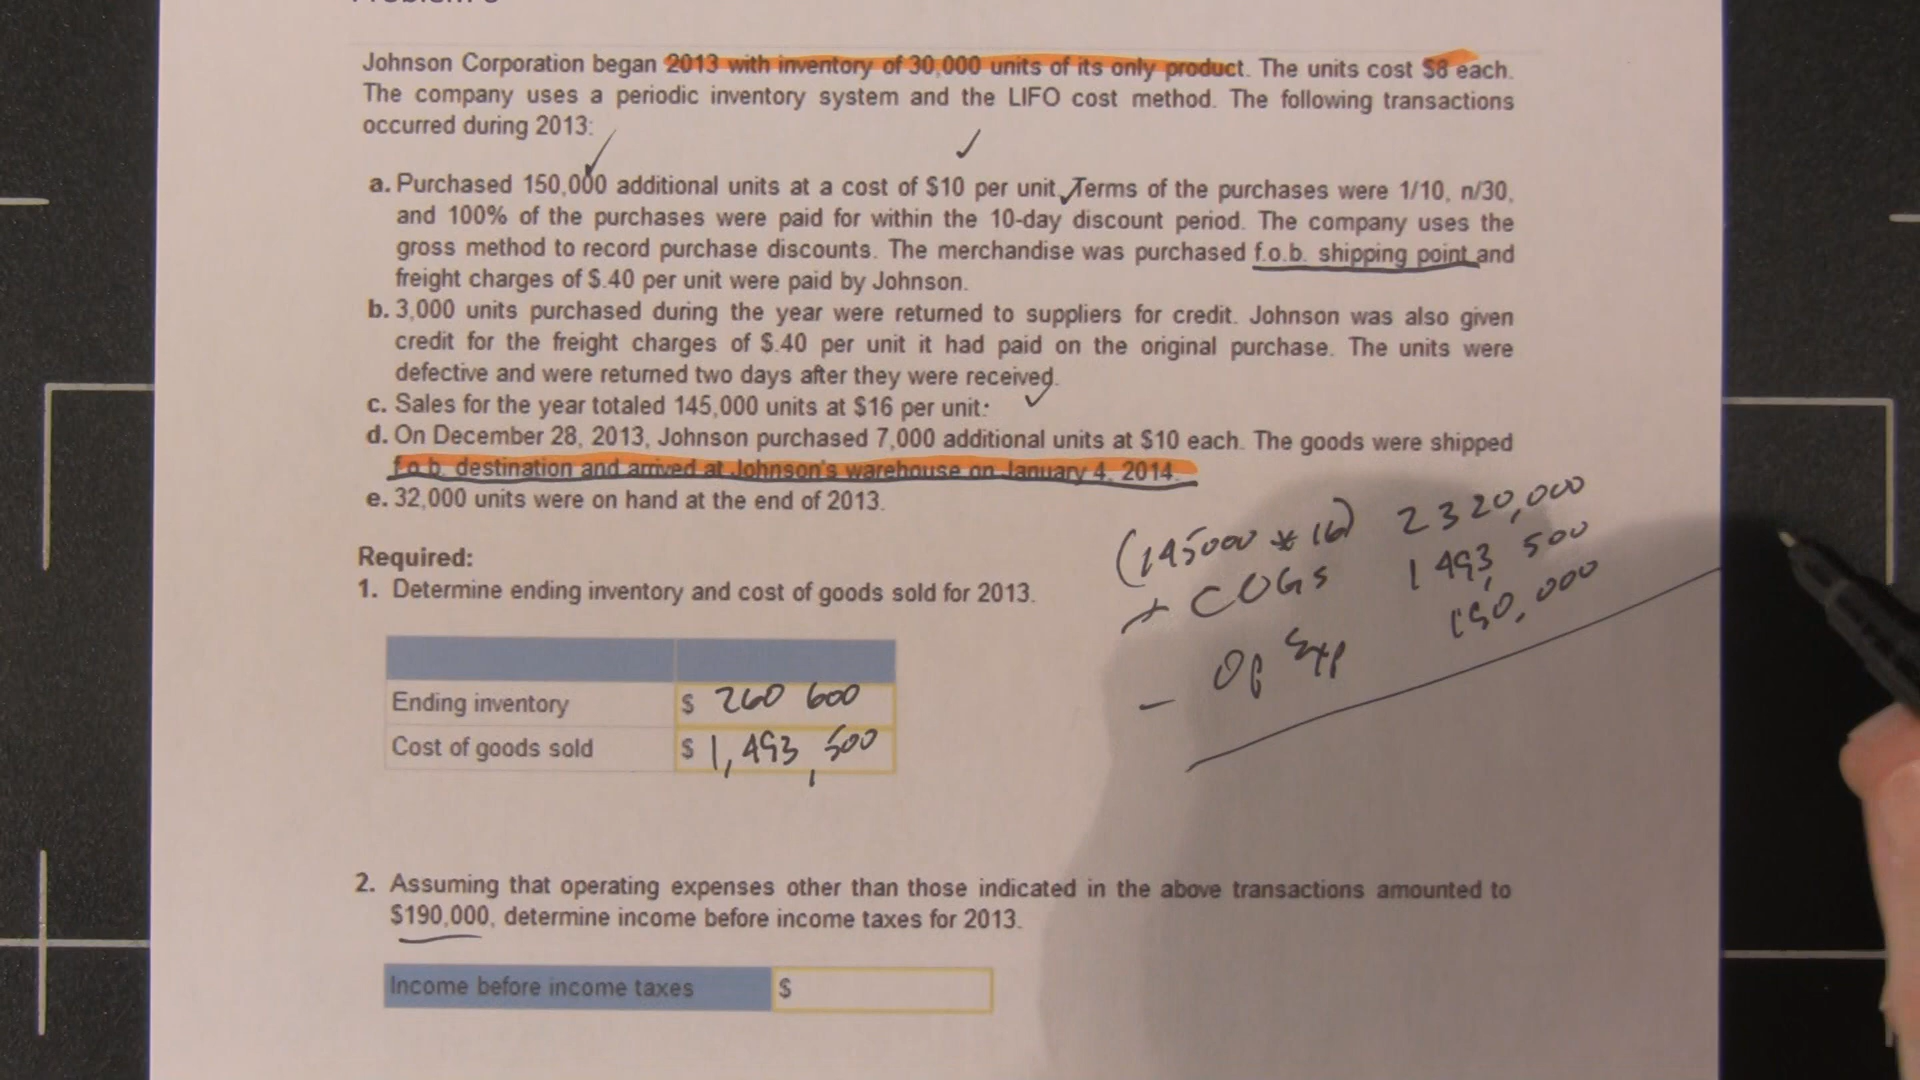 Johnson Corporation began 2013 with inventory of 30,000 units of its only product. The units cost $8 each.
The company uses a periodic inventory system and the LIFO cost method. The following transactions
occurred during 2013:
a. Purchased 150,000 additional units at a cost of $10 per unit. Terms of the purchases were 1/10, n/30,
and 100% of the purchases were paid for within the 10-day discount period. The company uses the
gross method to record purchase discounts. The merchandise was purchased f.o.b. shipping point and
freight charges of $.40 per unit were paid by Johnson.
b. 3,000 units purchased during the year were returned to suppliers for credit. Johnson was also given
credit for the freight charges of $.40 per unit it had paid on the original purchase. The units were
defective and were returned two days after they were received.
c. Sales for the year totaled 145,000 units at $16 per unit.
d. On December 28, 2013, Johnson purchased 7,000 additional units at $10 each. The goods were shipped
f.o.b. destination and arrived at Johnson's warehouse on January 4, 2014.
e. 32,000 units were on hand at the end of 2013.
(145000 * 16) 2320,000
+ COGS 1 493, 500
- Op Exp 190,000
Required:
1. Determine ending inventory and cost of goods sold for 2013.
Ending inventory $ 260 600
Cost of goods sold $ 1,493,500
2. Assuming that operating expenses other than those indicated in the above transactions amounted to
$190,000, determine income before income taxes for 2013.
Income before income taxes $